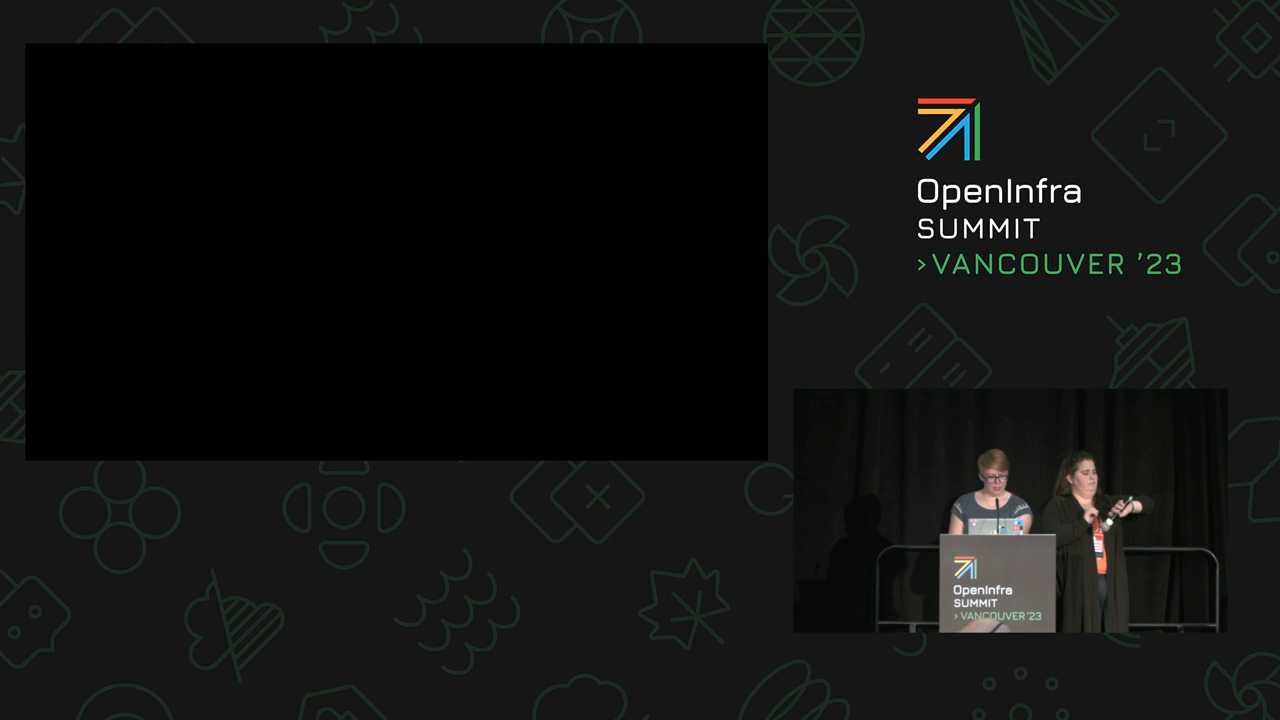 OpenInfra
SUMMIT
>VANCOUVER '23
OpenInfra
SUMMIT
> VANCOUVER '23